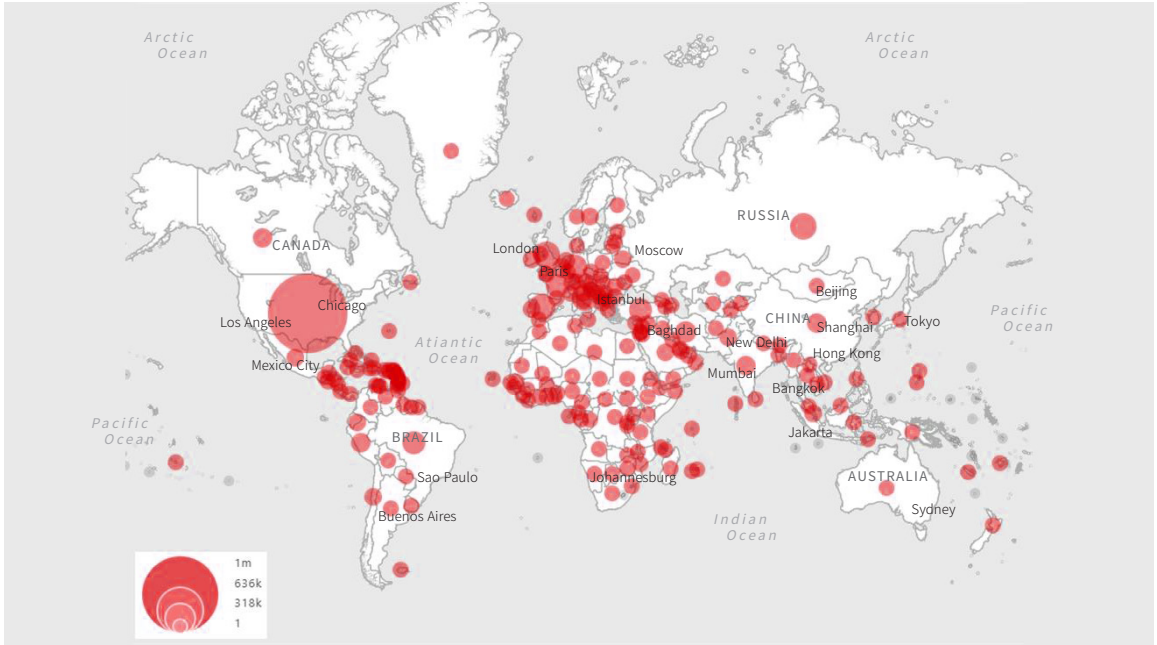 Arctic
Ocean
Arctic
Ocean
RUSSIA
CANADA
London
Moscow
Paris
Beijing
Chicago
Istanbul
Pacific
Ocean
Los Angeles
CHINA
Shanghai
Tokyo
Baghdad
Atlantic
Ocean
New Delhi
Hong Kong
Mexico City
Mumbai
Bangkok
Pacific
Ocean
BRAZIL
Jakarta
Sao Paulo
Johannesburg
AUSTRALIA
Sydney
Buenos Aires
Indian
Ocean
1m
636k
318k
1